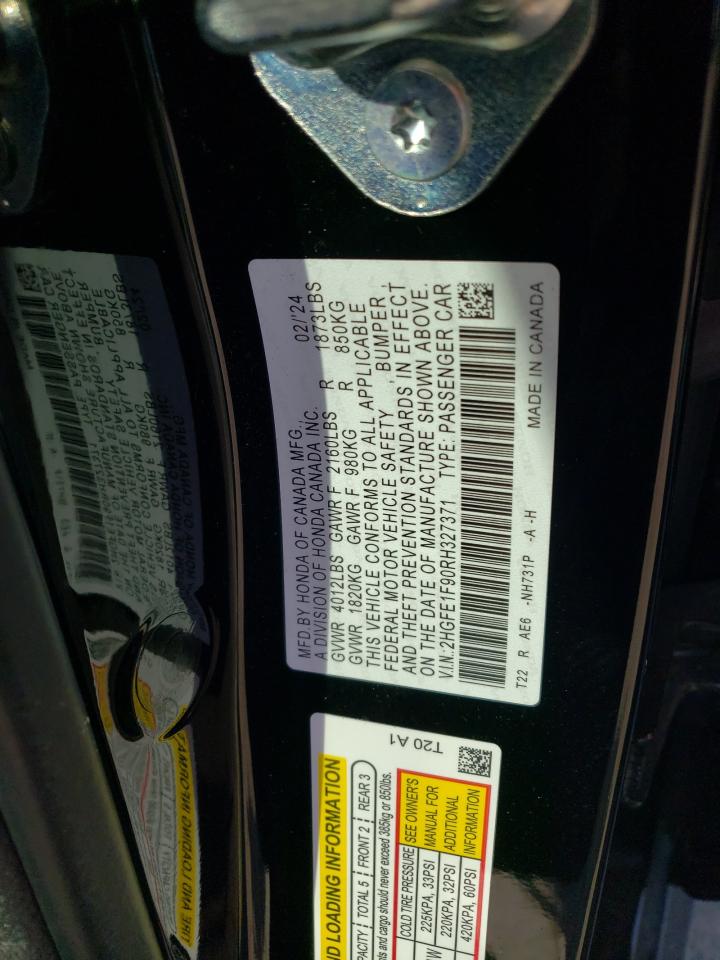 MFD.BY HONDA OF CANADA MFG., 02/'24
A DIVISION OF HONDA CANADA INC.
GVWR 4012LBS GAWR F 2160LBS R 1873LBS
GVWR 1820KG GAWR F 980KG R 850KG
THIS VEHICLE CONFORMS TO ALL APPLICABLE
FEDERAL MOTOR VEHICLE SAFETY, BUMPER,
AND THEFT PREVENTION STANDARDS IN EFFECT
ON THE DATE OF MANUFACTURE SHOWN ABOVE.
V.I.N.:2HGFE1F90RH327371 TYPE: PASSENGER CAR
T22 R AE6 -NH731P -A -H MADE IN CANADA
T20 A1
LOADING INFORMATION
TOTAL 5 FRONT 2 REAR 3
and cargo should never exceed 385kg or 850lbs.
COLD TIRE PRESSURE
225KPA, 33PSI
220KPA, 32PSI
420KPA, 60PSI
SEE OWNER'S
MANUAL FOR
ADDITIONAL
INFORMATION